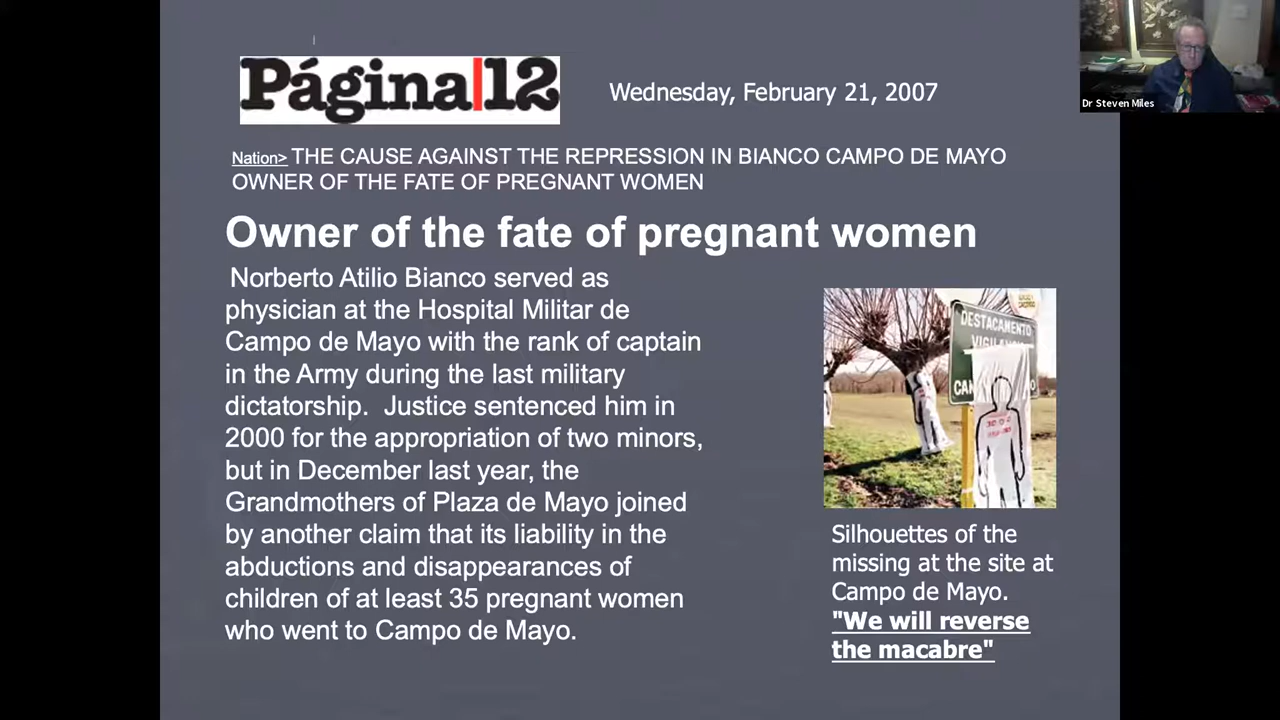 Página|12
Wednesday, February 21, 2007
Dr Steven Miles
Nation> THE CAUSE AGAINST THE REPRESSION IN BIANCO CAMPO DE MAYO
OWNER OF THE FATE OF PREGNANT WOMEN
Owner of the fate of pregnant women
Norberto Atilio Bianco served as
physician at the Hospital Militar de
Campo de Mayo with the rank of captain
in the Army during the last military
dictatorship. Justice sentenced him in
2000 for the appropriation of two minors,
but in December last year, the
Grandmothers of Plaza de Mayo joined
by another claim that its liability in the
abductions and disappearances of
children of at least 35 pregnant women
who went to Campo de Mayo.
DESTACAMENTO
Silhouettes of the
missing at the site at
Campo de Mayo.
"We will reverse
the macabre"